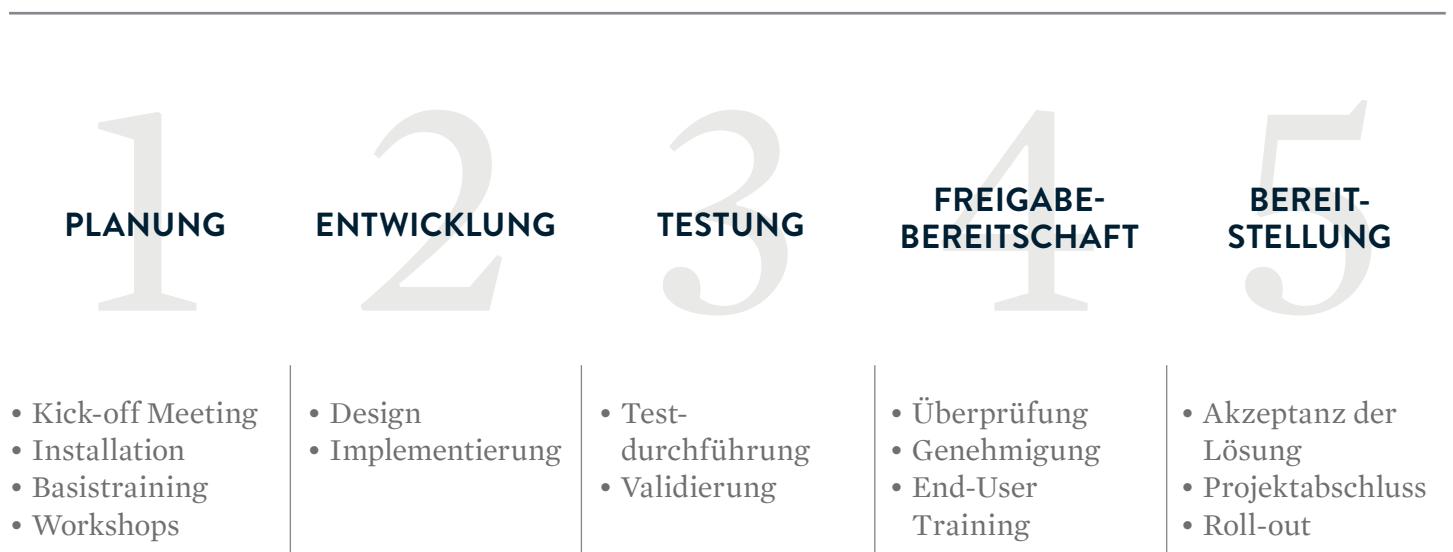 1
PLANUNG
• Kick-off Meeting
• Installation
• Basistraining
• Workshops
2
ENTWICKLUNG
• Design
• Implementierung
3
TESTUNG
• Test-
durchführung
• Validierung
4
FREIGABE-
BEREITSCHAFT
• Überprüfung
• Genehmigung
• End-User
Training
5
BEREIT-
STELLUNG
• Akzeptanz der
Lösung
• Projektabschluss
• Roll-out